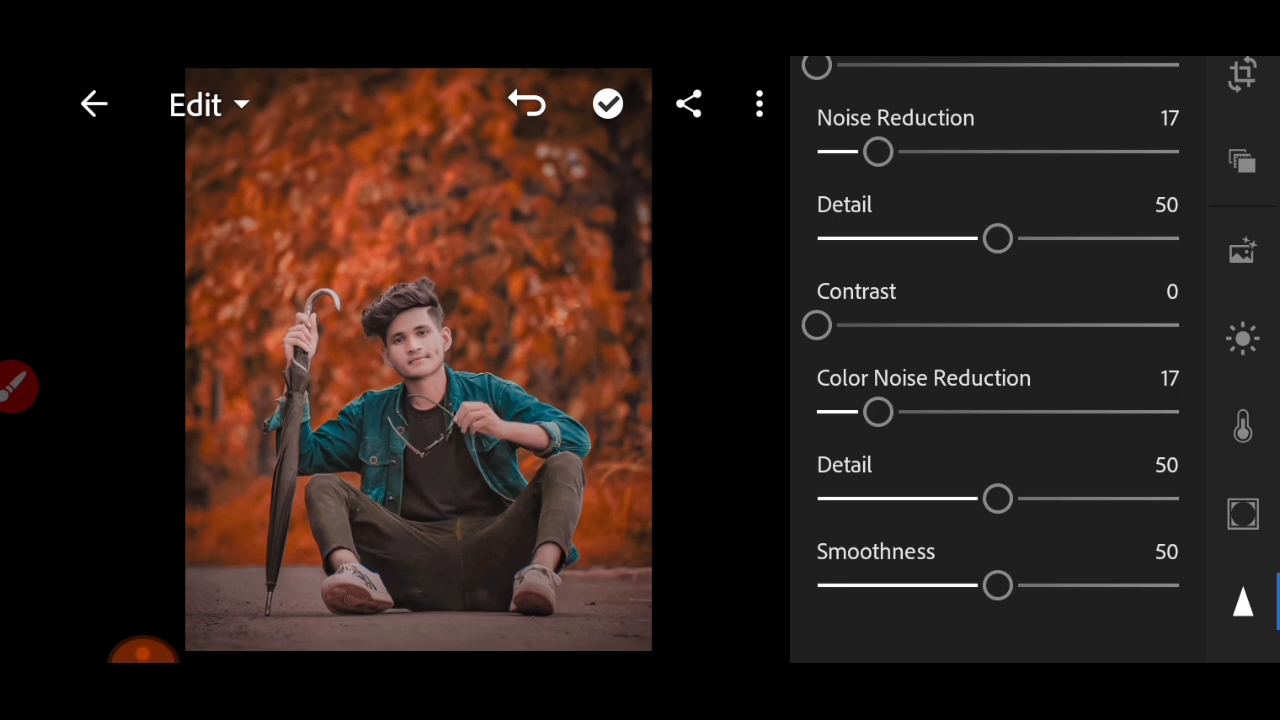 Edit
Noise Reduction 17
Detail 50
Contrast 0
Color Noise Reduction 17
Detail 50
Smoothness 50